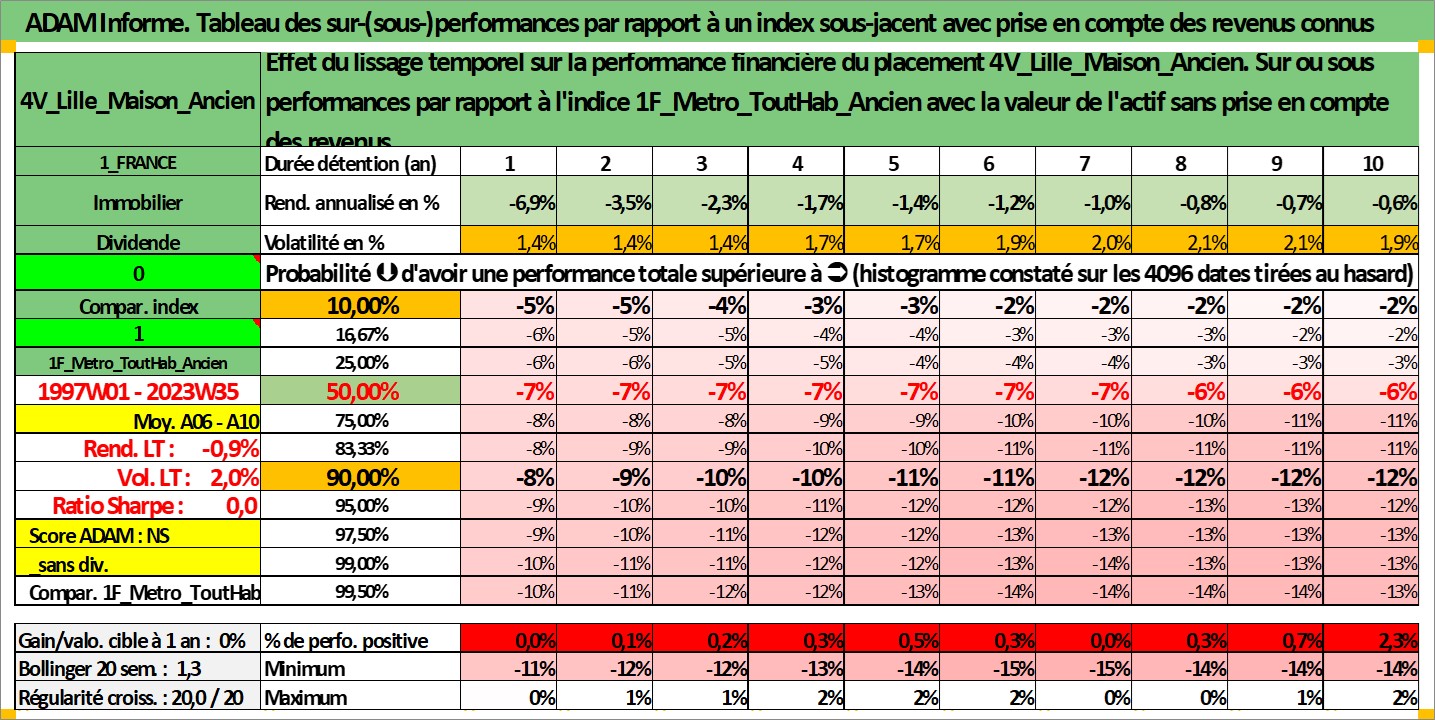 ADAM Informe. Tableau des sur-(sous-)performances par rapport à un index sous-jacent avec prise en compte des revenus connus
4V_Lille_Maison_Ancien
Effet du lissage temporel sur la performance financière du placement 4V_Lille_Maison_Ancien. Sur ou sous
performances par rapport à l'indice 1F_Metro_ToutHab_Ancien avec la valeur de l'actif sans prise en compte
des revenus
1_FRANCE Durée détention (an) 1 2 3 4 5 6 7 8 9 10
Immobilier Rend. annualisé en % -6,9% -3,5% -2,3% -1,7% -1,4% -1,2% -1,0% -0,8% -0,7% -0,6%
Dividende Volatilité en % 1,4% 1,4% 1,4% 1,7% 1,7% 1,9% 2,0% 2,1% 2,1% 1,9%
0 Probabilité ⮋ d'avoir une performance totale supérieure à ⮊ (histogramme constaté sur les 4096 dates tirées au hasard)
Compar. index 10,00% -5% -5% -4% -3% -3% -2% -2% -2% -2% -2%
1 16,67% -6% -5% -5% -4% -4% -3% -3% -3% -2% -2%
1F_Metro_ToutHab_Ancien 25,00% -6% -6% -5% -5% -4% -4% -4% -3% -3% -3%
1997W01 - 2023W35 50,00% -7% -7% -7% -7% -7% -7% -7% -6% -6% -6%
Moy. A06 - A10 75,00% -8% -8% -8% -9% -9% -10% -10% -10% -11% -11%
Rend. LT : -0,9% 83,33% -8% -9% -9% -10% -10% -11% -11% -11% -11% -11%
Vol. LT : 2,0% 90,00% -8% -9% -10% -10% -11% -11% -12% -12% -12% -12%
Ratio Sharpe : 0,0 95,00% -9% -10% -10% -11% -12% -12% -12% -13% -13% -12%
Score ADAM : NS 97,50% -9% -10% -11% -12% -12% -13% -13% -13% -13% -13%
_sans div. 99,00% -10% -11% -11% -12% -12% -13% -14% -13% -13% -13%
Compar. 1F_Metro_ToutHab 99,50% -10% -11% -12% -12% -13% -14% -14% -14% -14% -13%
Gain/valo. cible à 1 an : 0% % de perfo. positive 0,0% 0,1% 0,2% 0,3% 0,5% 0,3% 0,0% 0,3% 0,7% 2,3%
Bollinger 20 sem. : 1,3 Minimum -11% -12% -12% -13% -14% -15% -15% -14% -14% -14%
Régularité croiss. : 20,0 / 20 Maximum 0% 1% 1% 2% 2% 2% 0% 0% 1% 2%